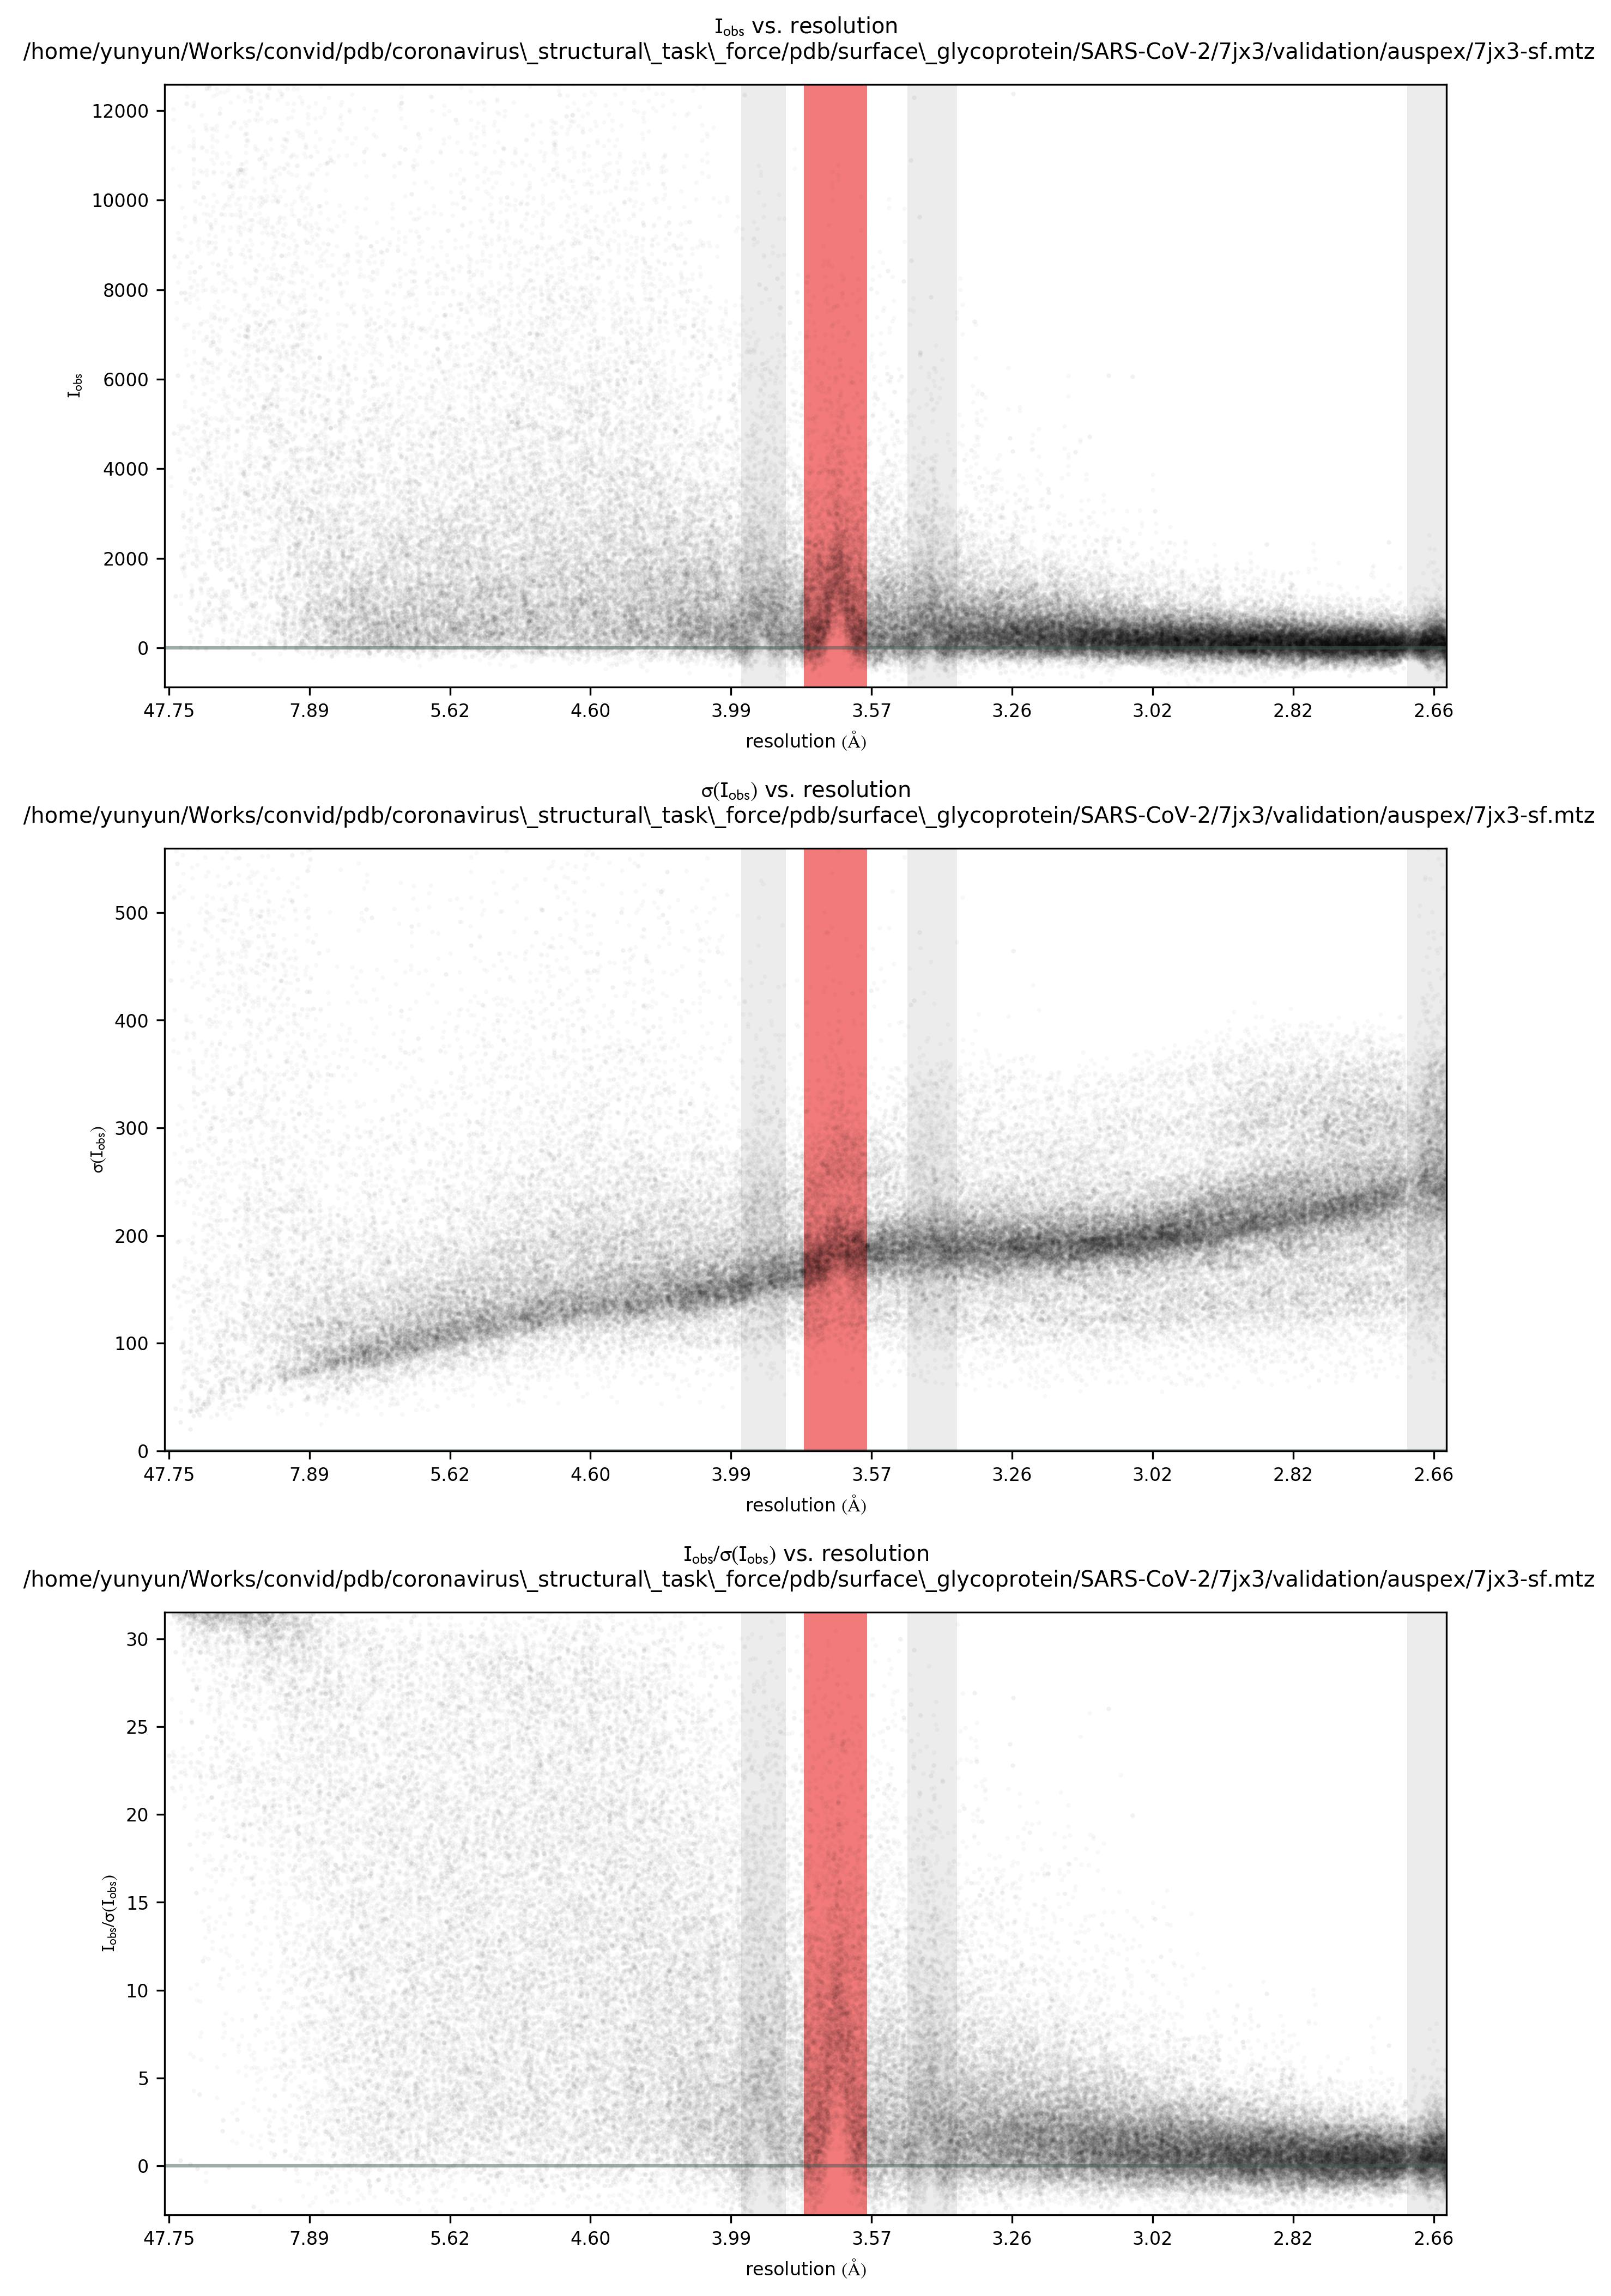 I_obs vs. resolution
/home/yunyun/Works/convid/pdb/coronavirus\_structural\_task\_force/pdb/surface\_glycoprotein/SARS-CoV-2/7jx3/validation/auspex/7jx3-sf.mtz
12000
10000
8000
6000
4000
2000
0
I_obs
47.75 7.89 5.62 4.60 3.99 3.57 3.26 3.02 2.82 2.66
resolution (Å)
σ(I_obs) vs. resolution
/home/yunyun/Works/convid/pdb/coronavirus\_structural\_task\_force/pdb/surface\_glycoprotein/SARS-CoV-2/7jx3/validation/auspex/7jx3-sf.mtz
500
400
300
200
100
0
σ(I_obs)
47.75 7.89 5.62 4.60 3.99 3.57 3.26 3.02 2.82 2.66
resolution (Å)
I_obs/σ(I_obs) vs. resolution
/home/yunyun/Works/convid/pdb/coronavirus\_structural\_task\_force/pdb/surface\_glycoprotein/SARS-CoV-2/7jx3/validation/auspex/7jx3-sf.mtz
30
25
20
15
10
5
0
I_obs/σ(I_obs)
47.75 7.89 5.62 4.60 3.99 3.57 3.26 3.02 2.82 2.66
resolution (Å)